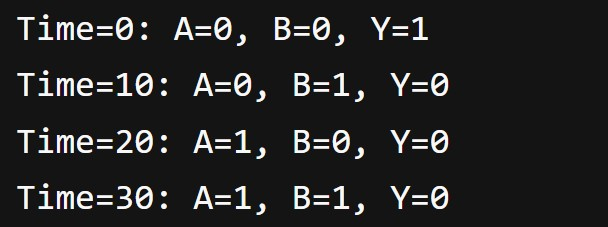 Time=0: A=0, B=0, Y=1
Time=10: A=0, B=1, Y=0
Time=20: A=1, B=0, Y=0
Time=30: A=1, B=1, Y=0